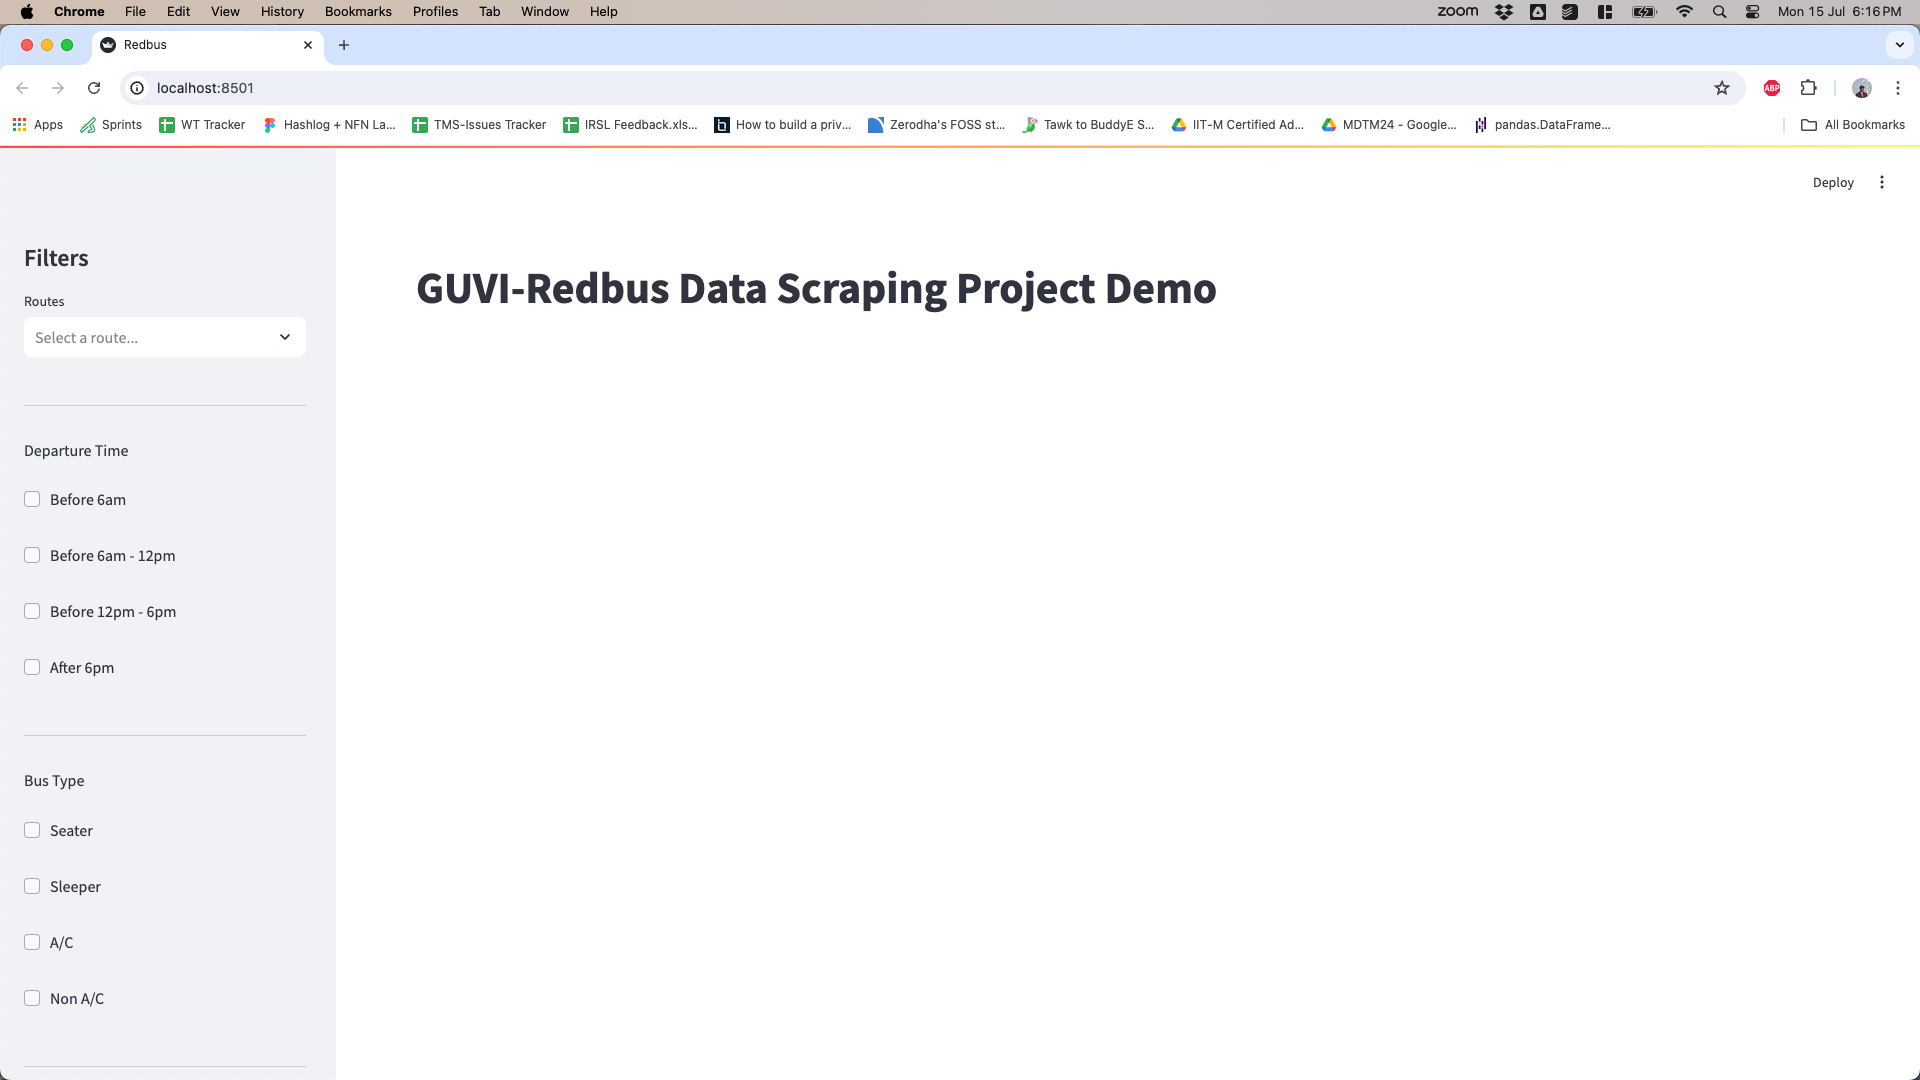 Chrome File Edit View History Bookmarks Profiles Tab Window Help zoom Mon 15 Jul 6:16 PM
Redbus
localhost:8501 ABP
Apps Sprints WT Tracker Hashlog + NFN La... TMS-Issues Tracker IRSL Feedback.xls... How to build a priv... Zerodha's FOSS st... Tawk to BuddyE S... IIT-M Certified Ad... MDTM24 - Google... pandas.DataFrame... All Bookmarks
Deploy
Filters
Routes
Select a route...
Departure Time
Before 6am
Before 6am - 12pm
Before 12pm - 6pm
After 6pm
Bus Type
Seater
Sleeper
A/C
Non A/C
GUVI-Redbus Data Scraping Project Demo